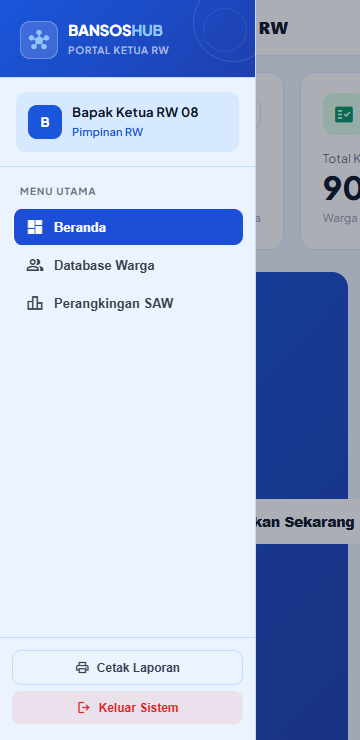 BANSOSHUB
PORTAL KETUA RW
RW
B
Bapak Ketua RW 08
Pimpinan RW
MENU UTAMA
Beranda
Database Warga
Perangkingan SAW
Total K
90
Warga
a
kan Sekarang
Cetak Laporan
Keluar Sistem